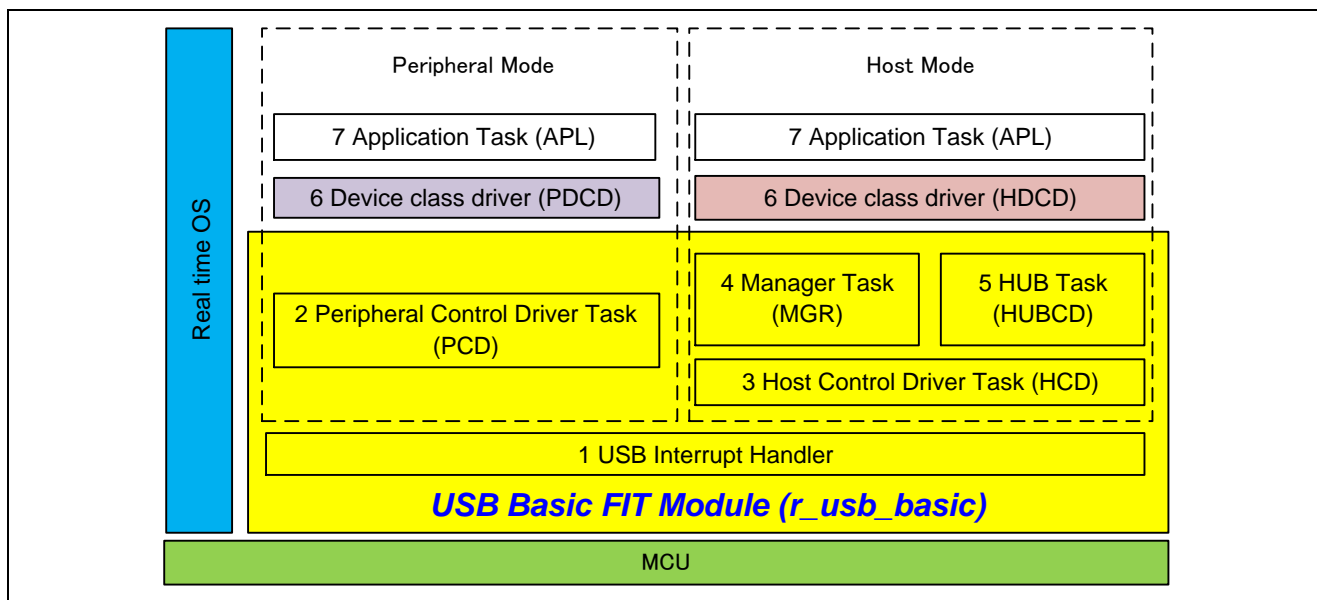 Real time OS
Peripheral Mode
Host Mode
7 Application Task (APL)
7 Application Task (APL)
6 Device class driver (PDCD)
6 Device class driver (HDCD)
2 Peripheral Control Driver Task
(PCD)
4 Manager Task
(MGR)
5 HUB Task
(HUBCD)
3 Host Control Driver Task (HCD)
1 USB Interrupt Handler
USB Basic FIT Module (r_usb_basic)
MCU